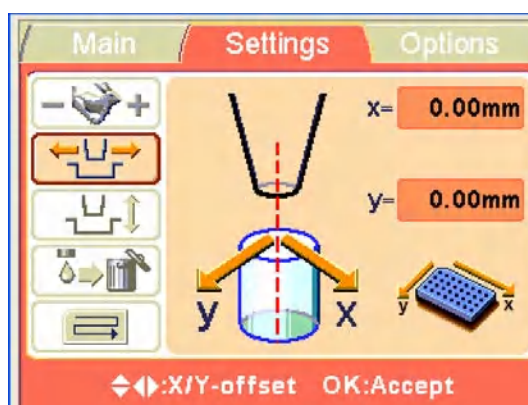 Main Settings Options
x= 0.00mm
y= 0.00mm
y x y x
:X/Y-offset OK:Accept